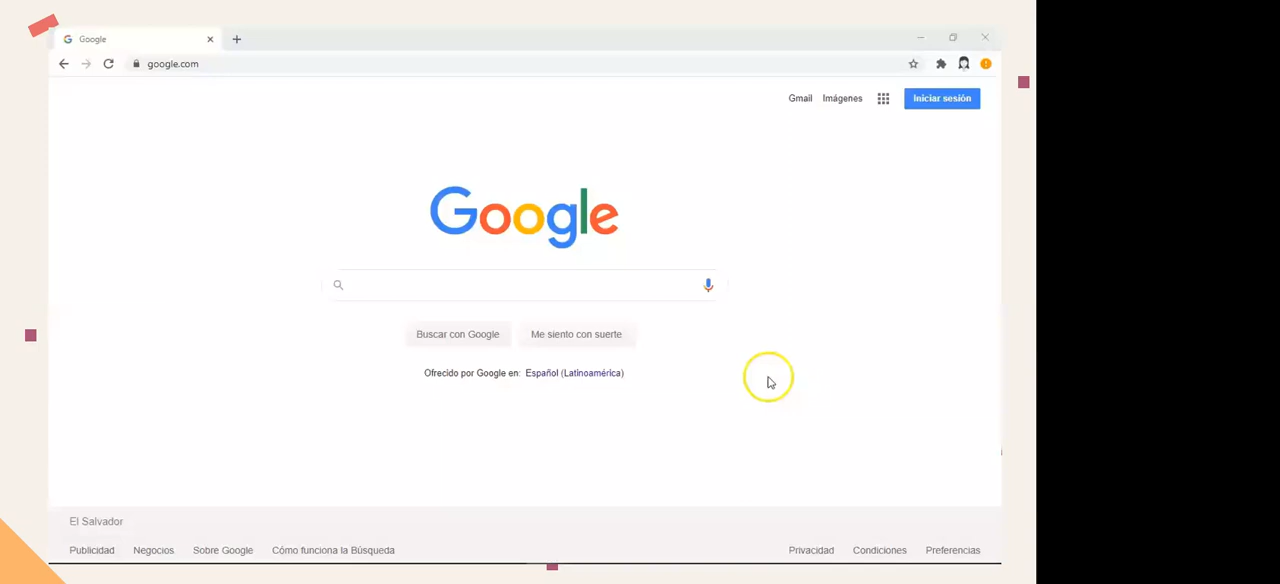 Google
google.com
Gmail Imágenes Iniciar sesión
Google
Buscar con Google Me siento con suerte
Ofrecido por Google en: Español (Latinoamérica)
El Salvador
Publicidad Negocios Sobre Google Cómo funciona la Búsqueda Privacidad Condiciones Preferencias